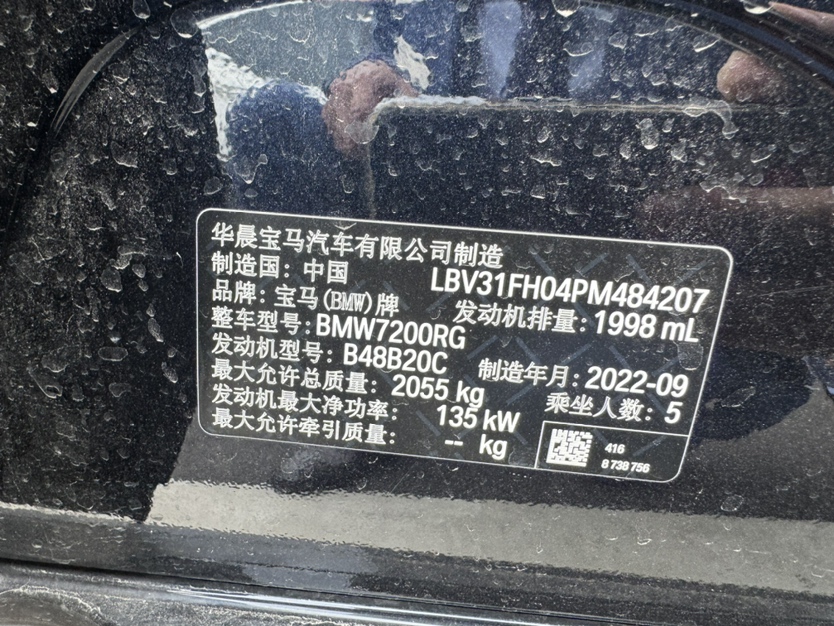 华晨宝马汽车有限公司制造
制造国：中国 LBV31FH04PM484207
品牌：宝马(BMW)牌 发动机排量：1998 mL
整车型号：BMW7200RG
发动机型号：B48B20C 制造年月：2022-09
最大允许总质量： 2055 kg 乘坐人数：5
发动机最大净功率： 135 kW
最大允许牵引质量： -- kg
416
8 738 756